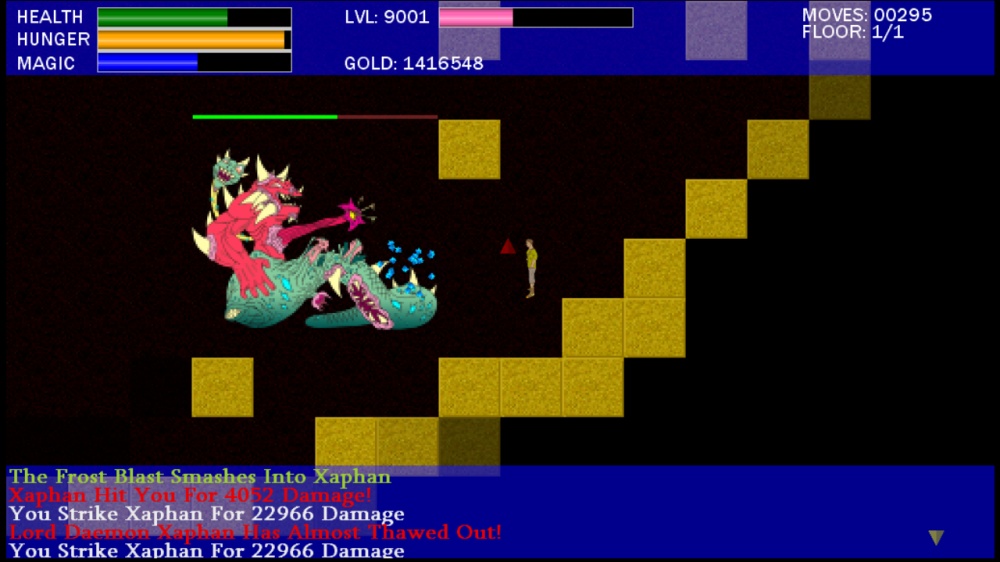 HEALTH LVL: 9001 MOVES: 00295
HUNGER FLOOR: 1/1
MAGIC GOLD: 1416548
The Frost Blast Smashes Into Xaphan
Xaphan Hit You For 4052 Damage!
You Strike Xaphan For 22966 Damage
Lord Daemon Xaphan Has Almost Thawed Out!
You Strike Xaphan For 22966 Damage